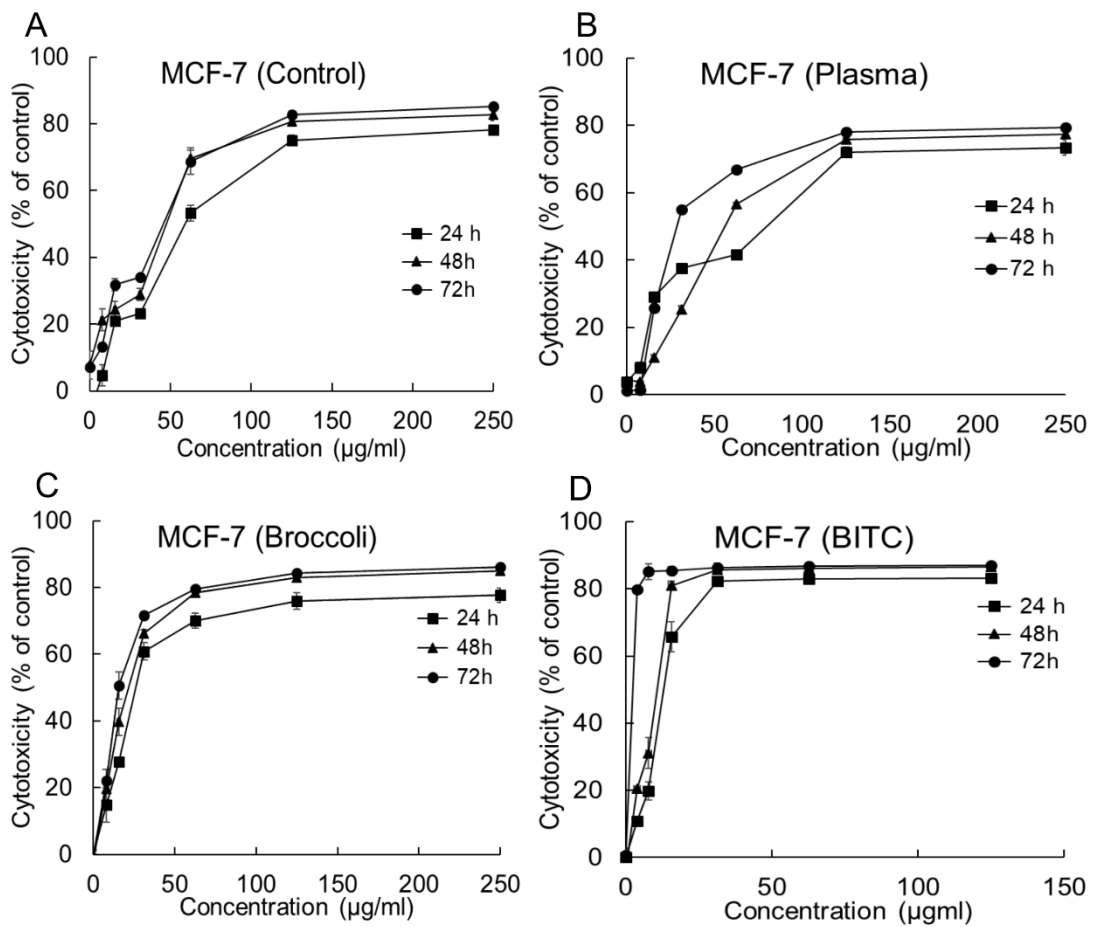 A
MCF-7 (Control)
Cytotoxicity (% of control)
100
80
60
40
20
0
24 h
48h
72h
0 50 100 150 200 250
Concentration (μg/ml)
B
MCF-7 (Plasma)
Cytotoxicity (% of control)
100
80
60
40
20
0
24 h
48 h
72 h
0 50 100 150 200 250
Concentration (μg/ml)
C
MCF-7 (Broccoli)
Cytotoxicity (% of control)
100
80
60
40
20
0
24 h
48h
72h
0 50 100 150 200 250
Concentration (μg/ml)
D
MCF-7 (BITC)
Cytotoxicity (% of control)
100
80
60
40
20
0
24 h
48h
72h
0 50 100 150
Concentration (μgml)